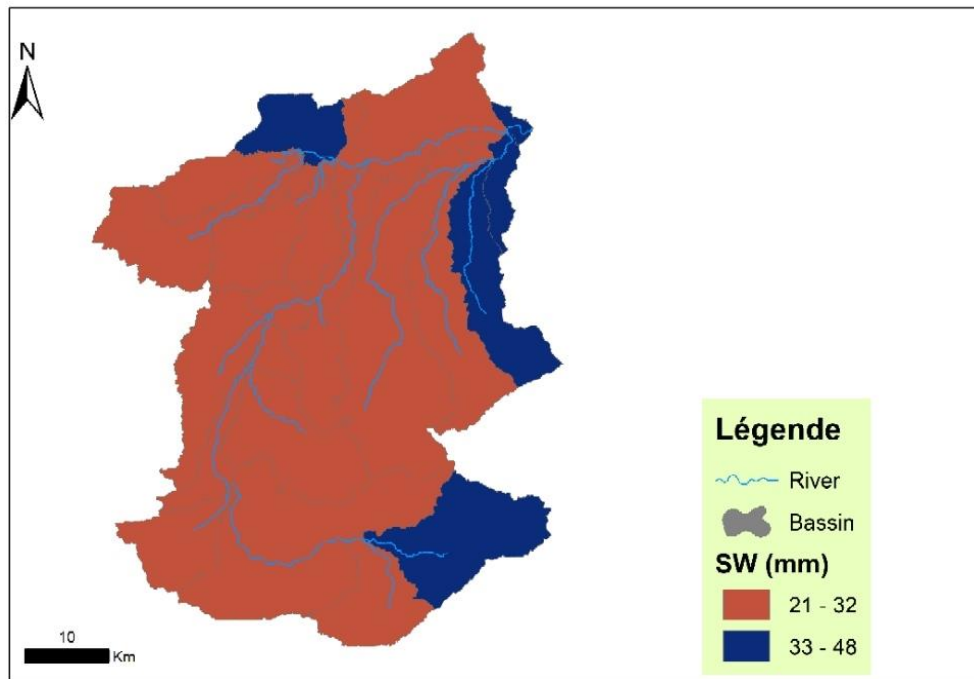 N
Légende
River
Bassin
SW (mm)
21 - 32
33 - 48
10
Km